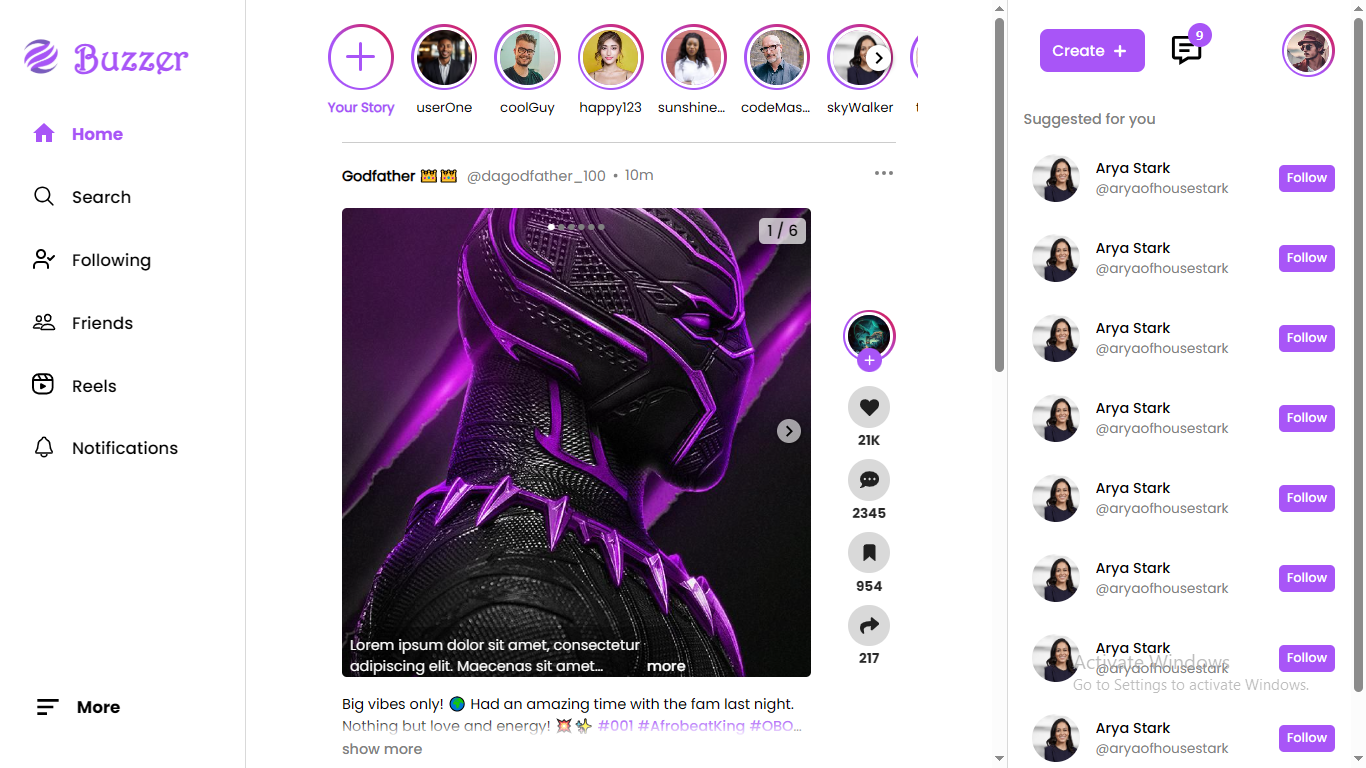 Buzzer
Home
Search
Following
Friends
Reels
Notifications
More
Your Story
userOne
coolGuy
happy123
sunshine...
codeMas...
skyWalker
Godfather 👑👑 @dagodfather_100 • 10m
1 / 6
Lorem ipsum dolor sit amet, consectetur
adipiscing elit. Maecenas sit amet... more
21K
2345
954
217
Big vibes only! 🌍 Had an amazing time with the fam last night.
Nothing but love and energy! 💥✨ #001 #AfrobeatKing #OBO...
show more
Create +
9
Suggested for you
Arya Stark
@aryaofhousestark
Follow
Arya Stark
@aryaofhousestark
Follow
Arya Stark
@aryaofhousestark
Follow
Arya Stark
@aryaofhousestark
Follow
Arya Stark
@aryaofhousestark
Follow
Arya Stark
@aryaofhousestark
Follow
Arya Stark
@aryaofhousestark
Follow
Activate Windows
Go to Settings to activate Windows.
Arya Stark
@aryaofhousestark
Follow